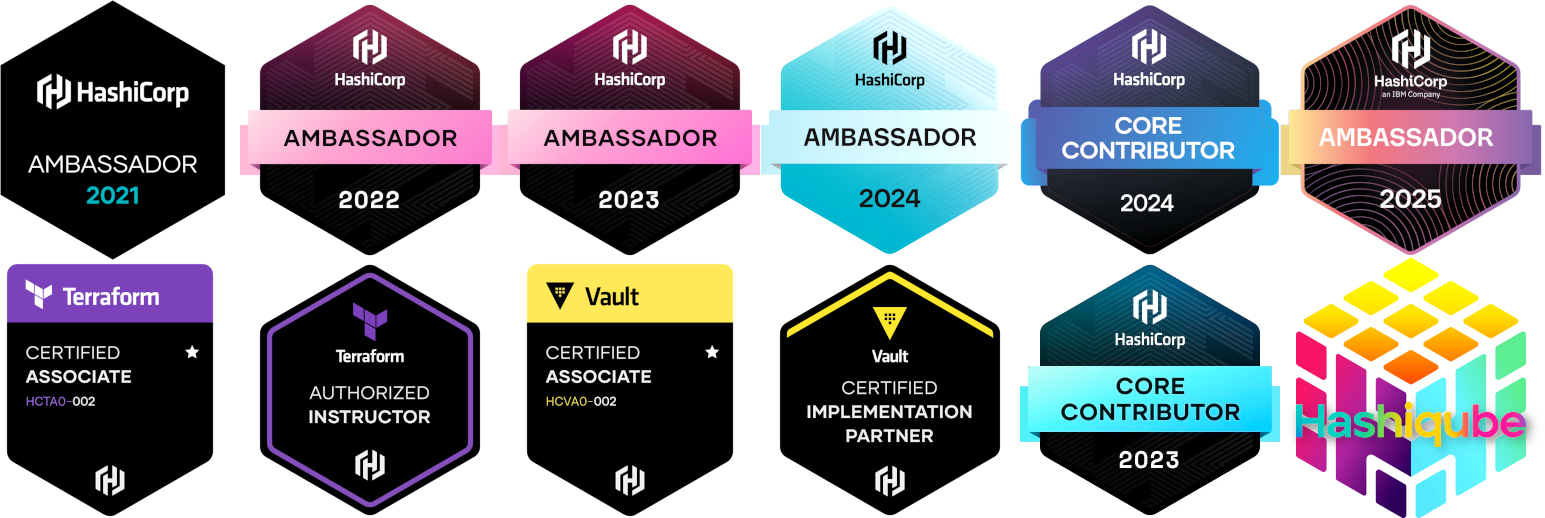 HashiCorp
AMBASSADOR
2021
HashiCorp
AMBASSADOR
2022
HashiCorp
AMBASSADOR
2023
HashiCorp
AMBASSADOR
2024
HashiCorp
CORE
CONTRIBUTOR
2024
HashiCorp
an IBM Company
AMBASSADOR
2025
Terraform
CERTIFIED
ASSOCIATE
HCTA0-002
Terraform
AUTHORIZED
INSTRUCTOR
Vault
CERTIFIED
ASSOCIATE
HCVA0-002
Vault
CERTIFIED
IMPLEMENTATION
PARTNER
HashiCorp
CORE
CONTRIBUTOR
2023
Hashiqube